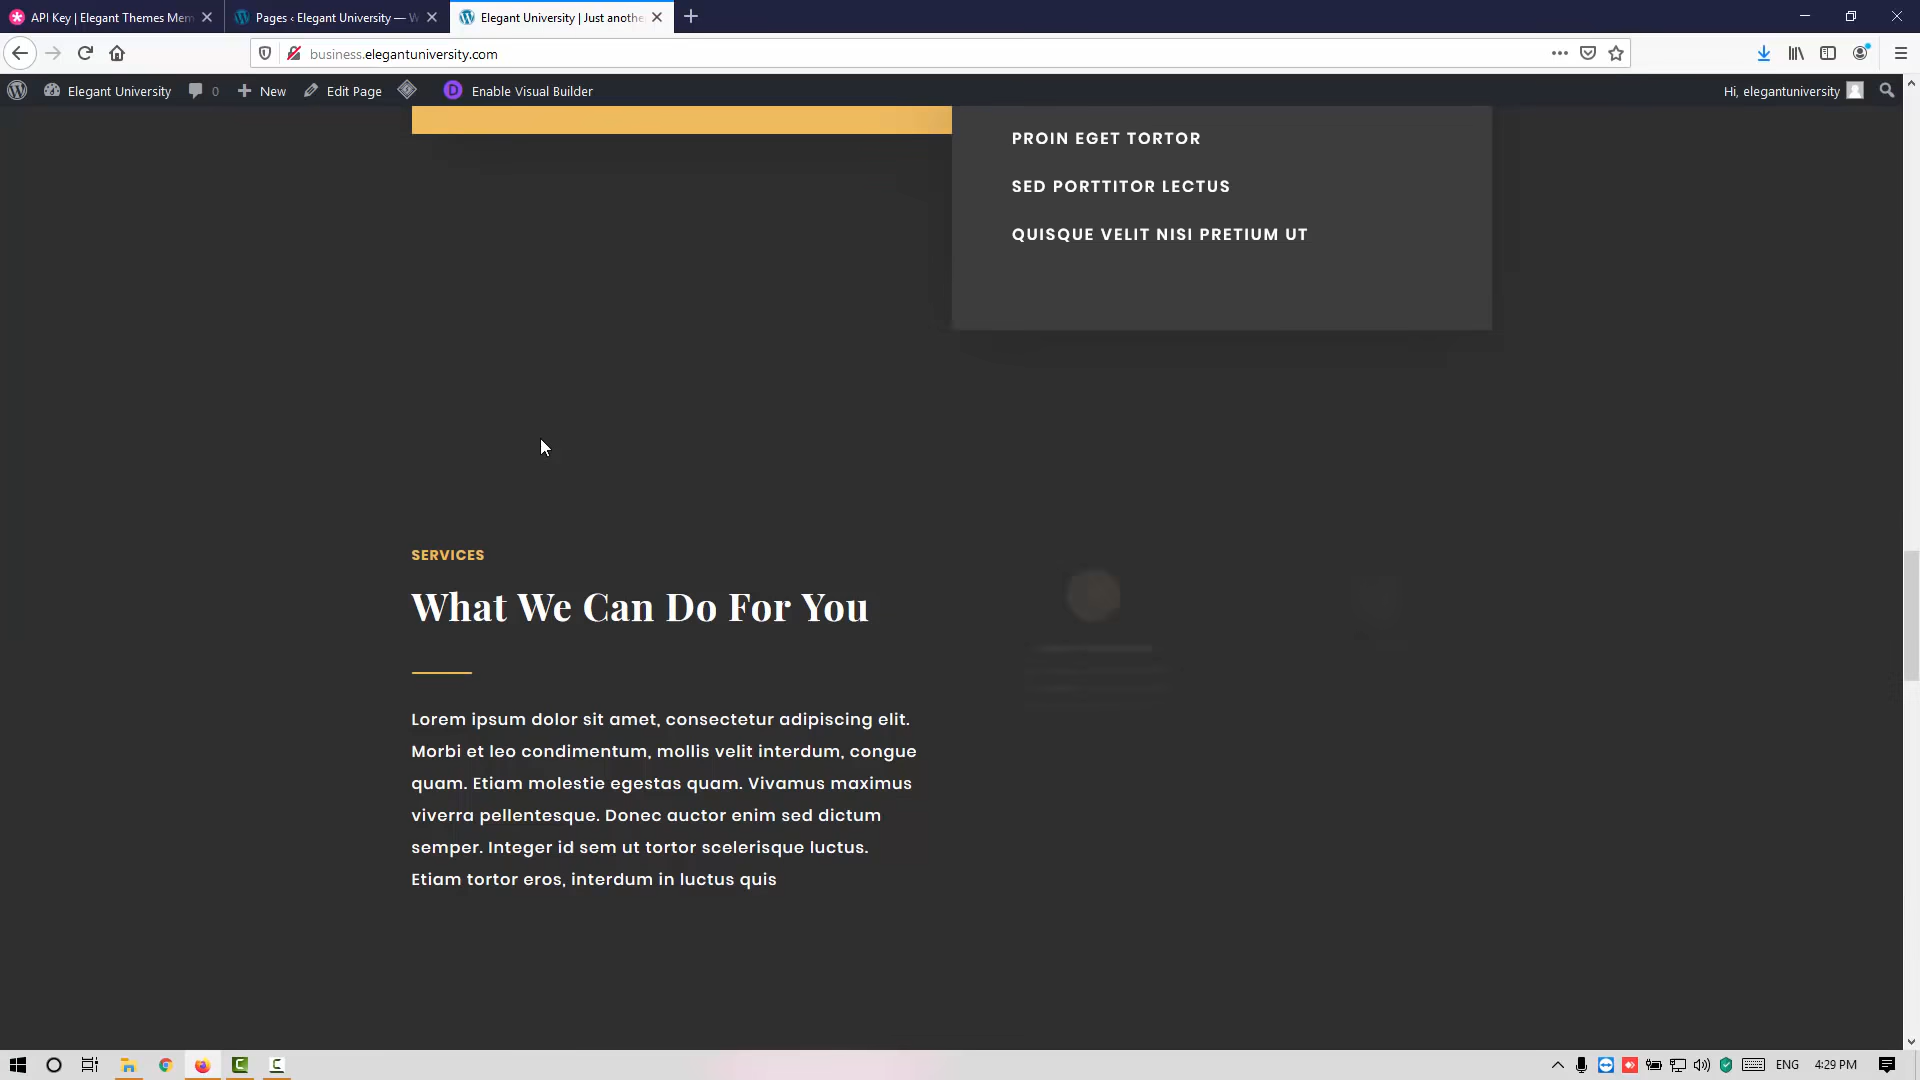 API Key | Elegant Themes Mem
Pages ‹ Elegant University — W
Elegant University | Just anothe
business.elegantuniversity.com
Elegant University
0
New
Edit Page
D
Enable Visual Builder
Hi, elegantuniversity
PROIN EGET TORTOR
SED PORTTITOR LECTUS
QUISQUE VELIT NISI PRETIUM UT
SERVICES
What We Can Do For You
Lorem ipsum dolor sit amet, consectetur adipiscing elit.
Morbi et leo condimentum, mollis velit interdum, congue
quam. Etiam molestie egestas quam. Vivamus maximus
viverra pellentesque. Donec auctor enim sed dictum
semper. Integer id sem ut tortor scelerisque luctus.
Etiam tortor eros, interdum in luctus quis
ENG
4:29 PM